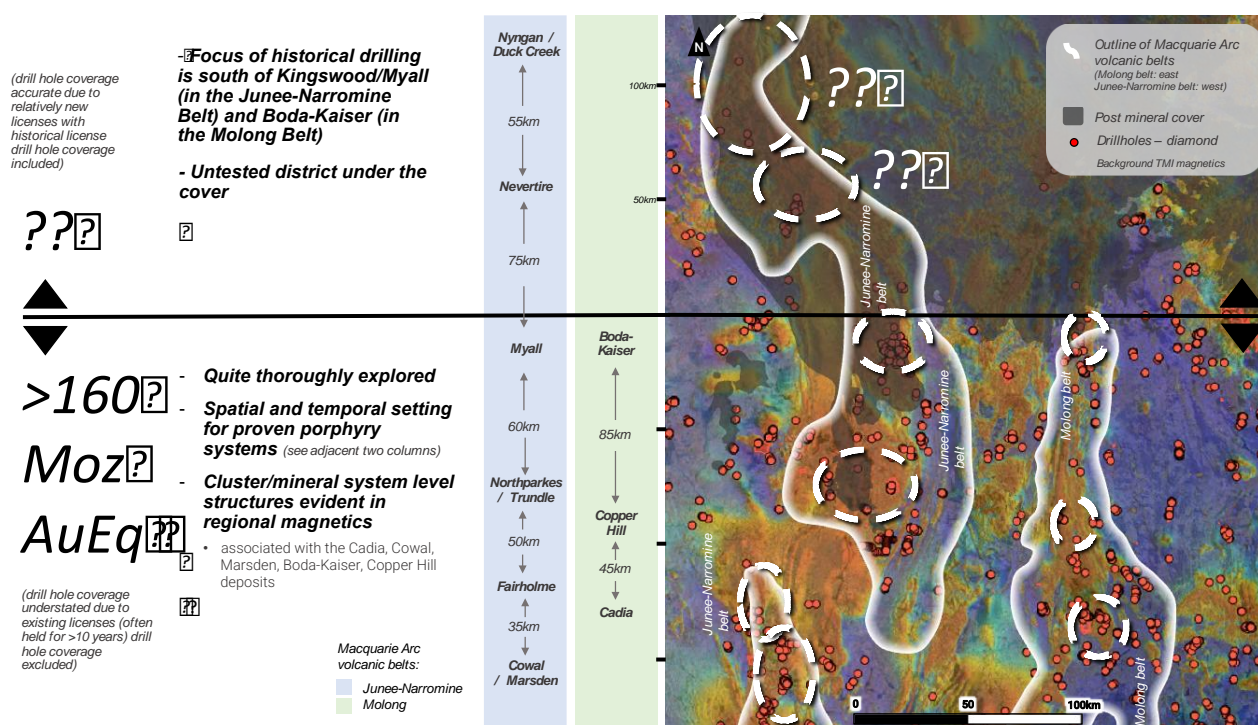 (drill hole coverage
accurate due to
relatively new
licenses with
historical license
drill hole coverage
included)
??
- Focus of historical drilling
is south of Kingswood/Myall
(in the Junee-Narromine
Belt) and Boda-Kaiser (in
the Molong Belt)
- Untested district under the
cover
>160
Moz
AuEq
(drill hole coverage
understated due to
existing licenses (often
held for >10 years) drill
hole coverage
excluded)
- Quite thoroughly explored
- Spatial and temporal setting
for proven porphyry
systems (see adjacent two columns)
- Cluster/mineral system level
structures evident in
regional magnetics
• associated with the Cadia, Cowal,
Marsden, Boda-Kaiser, Copper Hill
deposits
Macquarie Arc
volcanic belts:
Junee-Narromine
Molong
Nyngan /
Duck Creek
55km
Nevertire
75km
Myall
60km
Northparkes
/ Trundle
50km
Fairholme
35km
Cowal
/ Marsden
Boda-
Kaiser
85km
Copper
Hill
45km
Cadia
N
100km
50km
??
??
Outline of Macquarie Arc
volcanic belts
(Molong belt: east
Junee-Narromine belt: west)
Post mineral cover
Drillholes – diamond
Background TMI magnetics
Junee-Narromine
belt
Junee-Narromine
belt
Molong belt
Junee-Narromine
belt
Molong belt
0 50 100km